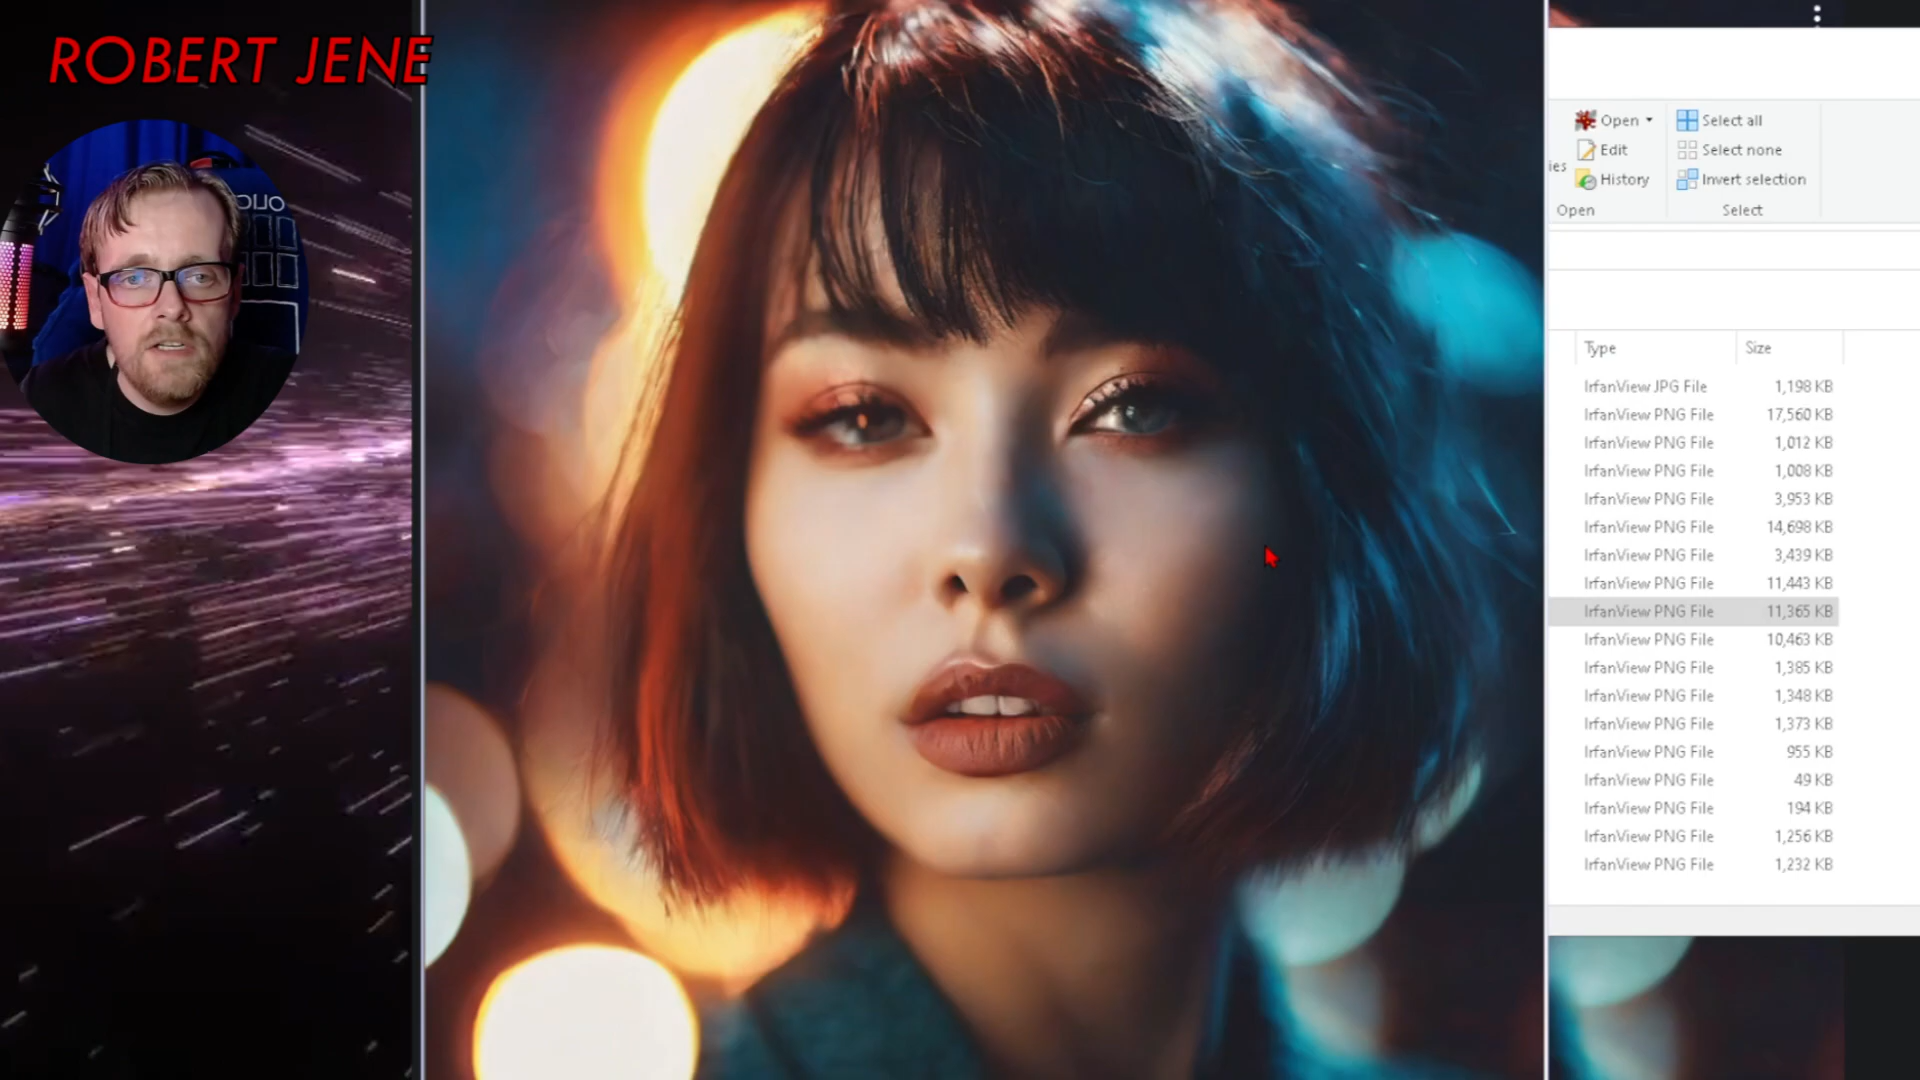 ROBERT JENE
OLIC
Open
Select all
Edit
Select none
ies
History
Invert selection
Open
Select
Type
Size
IrfanView JPG File 1,198 KB
IrfanView PNG File 17,560 KB
IrfanView PNG File 1,012 KB
IrfanView PNG File 1,008 KB
IrfanView PNG File 3,953 KB
IrfanView PNG File 14,698 KB
IrfanView PNG File 3,439 KB
IrfanView PNG File 11,443 KB
IrfanView PNG File 11,365 KB
IrfanView PNG File 10,463 KB
IrfanView PNG File 1,385 KB
IrfanView PNG File 1,348 KB
IrfanView PNG File 1,373 KB
IrfanView PNG File 955 KB
IrfanView PNG File 49 KB
IrfanView PNG File 194 KB
IrfanView PNG File 1,256 KB
IrfanView PNG File 1,232 KB